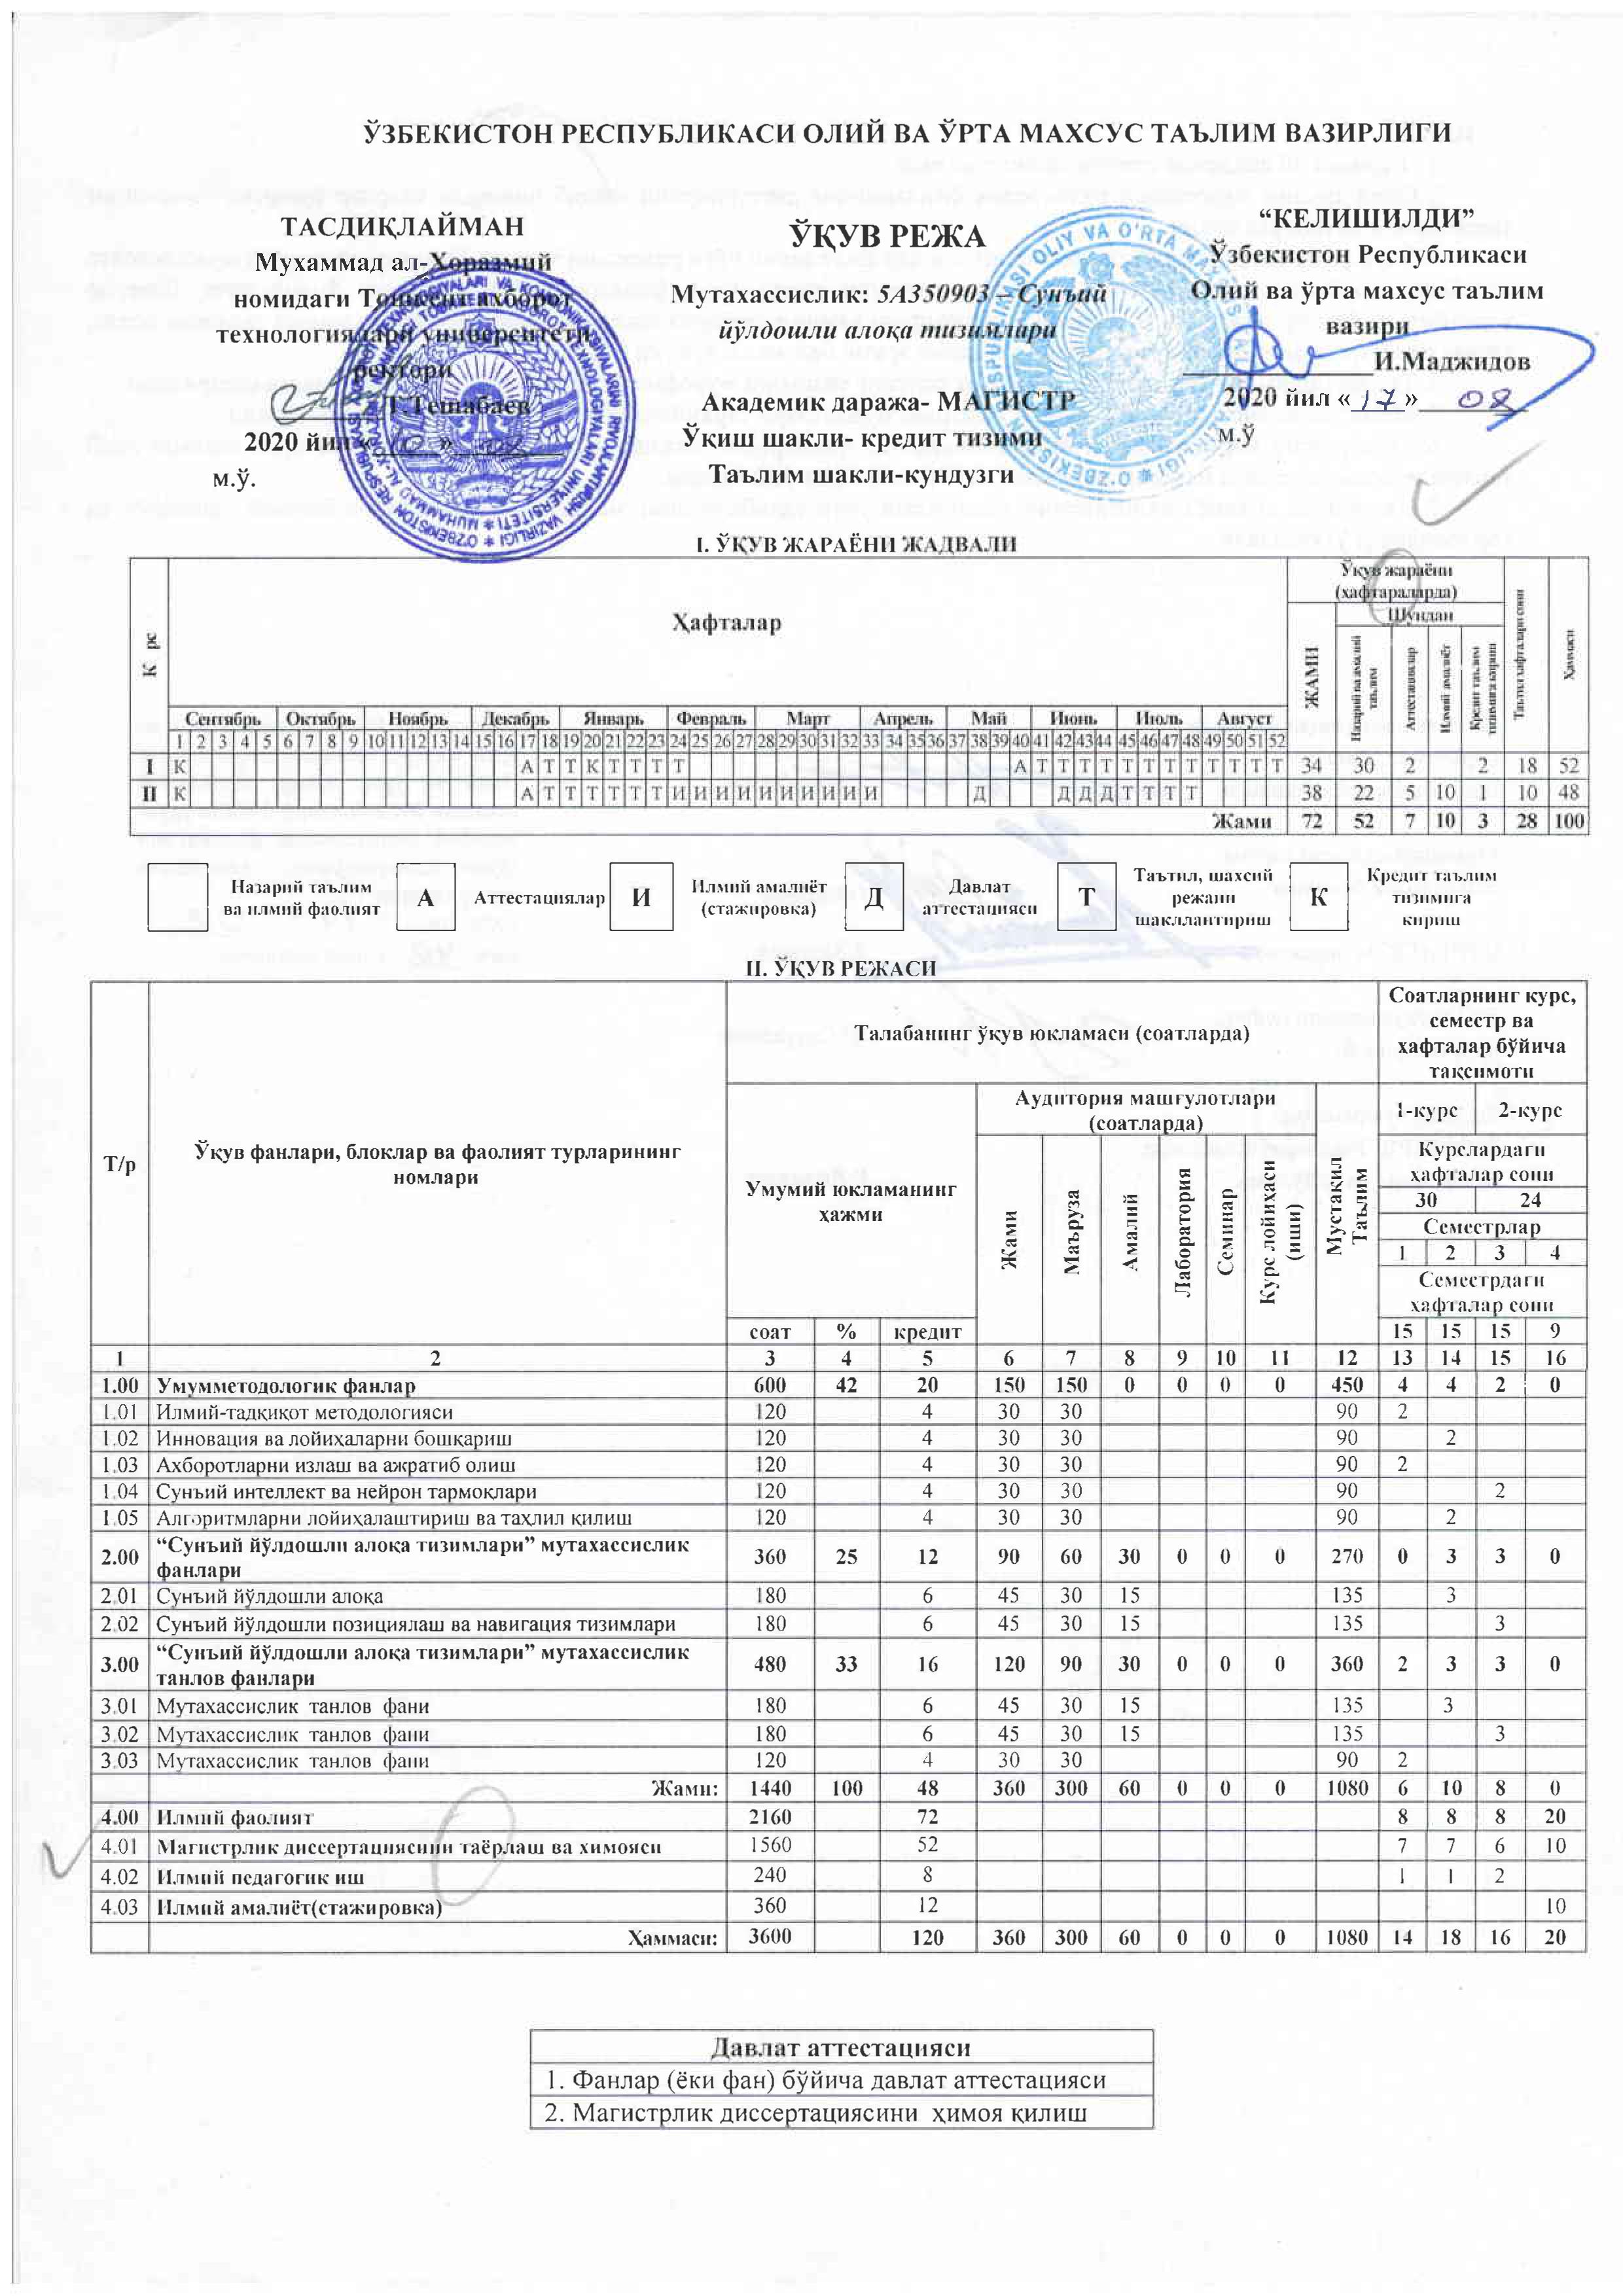 ЎЗБЕКИСТОН РЕСПУБЛИКАСИ ОЛИЙ ВА ЎРТА МАХСУС ТАЪЛИМ ВАЗИРЛИГИ
ТАСДИҚЛАЙМАН
Мухаммад ал-Хоразмий
номидаги Тошкент ахборот
технологиялари университети
ректори
Т.Тешабаев
2020 йил «10»
м.ў.
ЎҚУВ РЕЖА
Мутахассислик: 5А350903 – Сунъий
йўлдошли алоқа тизимлари
Академик даража- МАГИСТР
Ўқиш шакли- кредит тизими
Таълим шакли-кундузги
“КЕЛИШИЛДИ”
Ўзбекистон Республикаси
Олий ва ўрта махсус таълим
вазири
И.Маджидов
2020 йил «17» 08
м.ў
I. ЎҚУВ ЖАРАЁНИ ЖАДВАЛИ
К рс
Ҳафталар
Ўқув жараёни
(хафтараларда)
Шундан
ЖАМИ
Назарий ва амалий таълим
Аттестациялар
Илмий амалиёт
Кредит таълим тизимига кириш
Таътил хафталари сони
Ҳаммаси
Сентябрь Октябрь Ноябрь Декабрь Январь Февраль Март Апрель Май Июнь Июль Август
1 2 3 4 5 6 7 8 9 10 11 12 13 14 15 16 17 18 19 20 21 22 23 24 25 26 27 28 29 30 31 32 33 34 35 36 37 38 39 40 41 42 43 44 45 46 47 48 49 50 51 52
I К А Т Т К Т Т Т Т А Т Т Т Т Т Т Т Т Т Т Т Т 34 30 2 2 18 52
II К А Т Т Т Т Т Т И И И И И И И И И И Д Д Д Д Т Т Т Т 38 22 5 10 1 10 48
Жами 72 52 7 10 3 28 100
Назарий таълим ва илмий фаолият
А Аттестациялар
И Илмий амалиёт (стажировка)
Д Давлат аттестацияси
Т Таътил, шахсий режани шакллантириш
К Кредит таълим тизимига кириш
II. ЎҚУВ РЕЖАСИ
Т/р
Ўқув фанлари, блоклар ва фаолият турларининг
номлари
Талабанинг ўқув юкламаси (соатларда)
Соатларнинг курс,
семестр ва
ҳафталар бўйича
тақсимоти
Умумий юкламанинг
ҳажми
Аудитория машғулотлари
(соатларда)
Жами
Маъруза
Амалий
Лаборатория
Семинар
Курс лойихаси (иши)
Мустақил Таълим
1-курс 2-курс
Курслардаги
ҳафталар сони
30 24
Семестрлар
1 2 3 4
Семестрдаги
ҳафталар сони
соат % кредит 15 15 15 9
1 2 3 4 5 6 7 8 9 10 11 12 13 14 15 16
1.00 Умумметодологик фанлар 600 42 20 150 150 0 0 0 0 450 4 4 2 0
1.01 Илмий-тадқиқот методологияси 120 4 30 30 90 2
1.02 Инновация ва лойиҳаларни бошқариш 120 4 30 30 90 2
1.03 Ахборотларни излаш ва ажратиб олиш 120 4 30 30 90 2
1.04 Сунъий интеллект ва нейрон тармоқлари 120 4 30 30 90 2
1.05 Алгоритмларни лойиҳалаштириш ва таҳлил қилиш 120 4 30 30 90 2
2.00 “Сунъий йўлдошли алоқа тизимлари” мутахассислик фанлари 360 25 12 90 60 30 0 0 0 270 0 3 3 0
2.01 Сунъий йўлдошли алоқа 180 6 45 30 15 135 3
2.02 Сунъий йўлдошли позициялаш ва навигация тизимлари 180 6 45 30 15 135 3
3.00 “Сунъий йўлдошли алоқа тизимлари” мутахассислик танлов фанлари 480 33 16 120 90 30 0 0 0 360 2 3 3 0
3.01 Мутахассислик танлов фани 180 6 45 30 15 135 3
3.02 Мутахассислик танлов фани 180 6 45 30 15 135 3
3.03 Мутахассислик танлов фани 120 4 30 30 90 2
Жами: 1440 100 48 360 300 60 0 0 0 1080 6 10 8 0
4.00 Илмий фаолият 2160 72 8 8 8 20
4.01 Магистрлик диссертациясини таёрлаш ва химояси 1560 52 7 7 6 10
4.02 Илмий педагогик иш 240 8 1 1 2
4.03 Илмий амалиёт(стажировка) 360 12 10
Ҳаммаси: 3600 120 360 300 60 0 0 0 1080 14 18 16 20
Давлат аттестацияси
1. Фанлар (ёки фан) бўйича давлат аттестацияси
2. Магистрлик диссертациясини ҳимоя қилиш